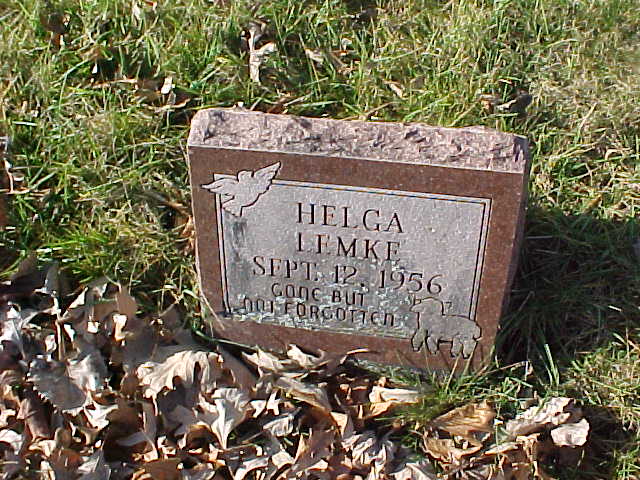 HELGA
LEMKE
SEPT. 12, 1956
GONE BUT
NOT FORGOTTEN